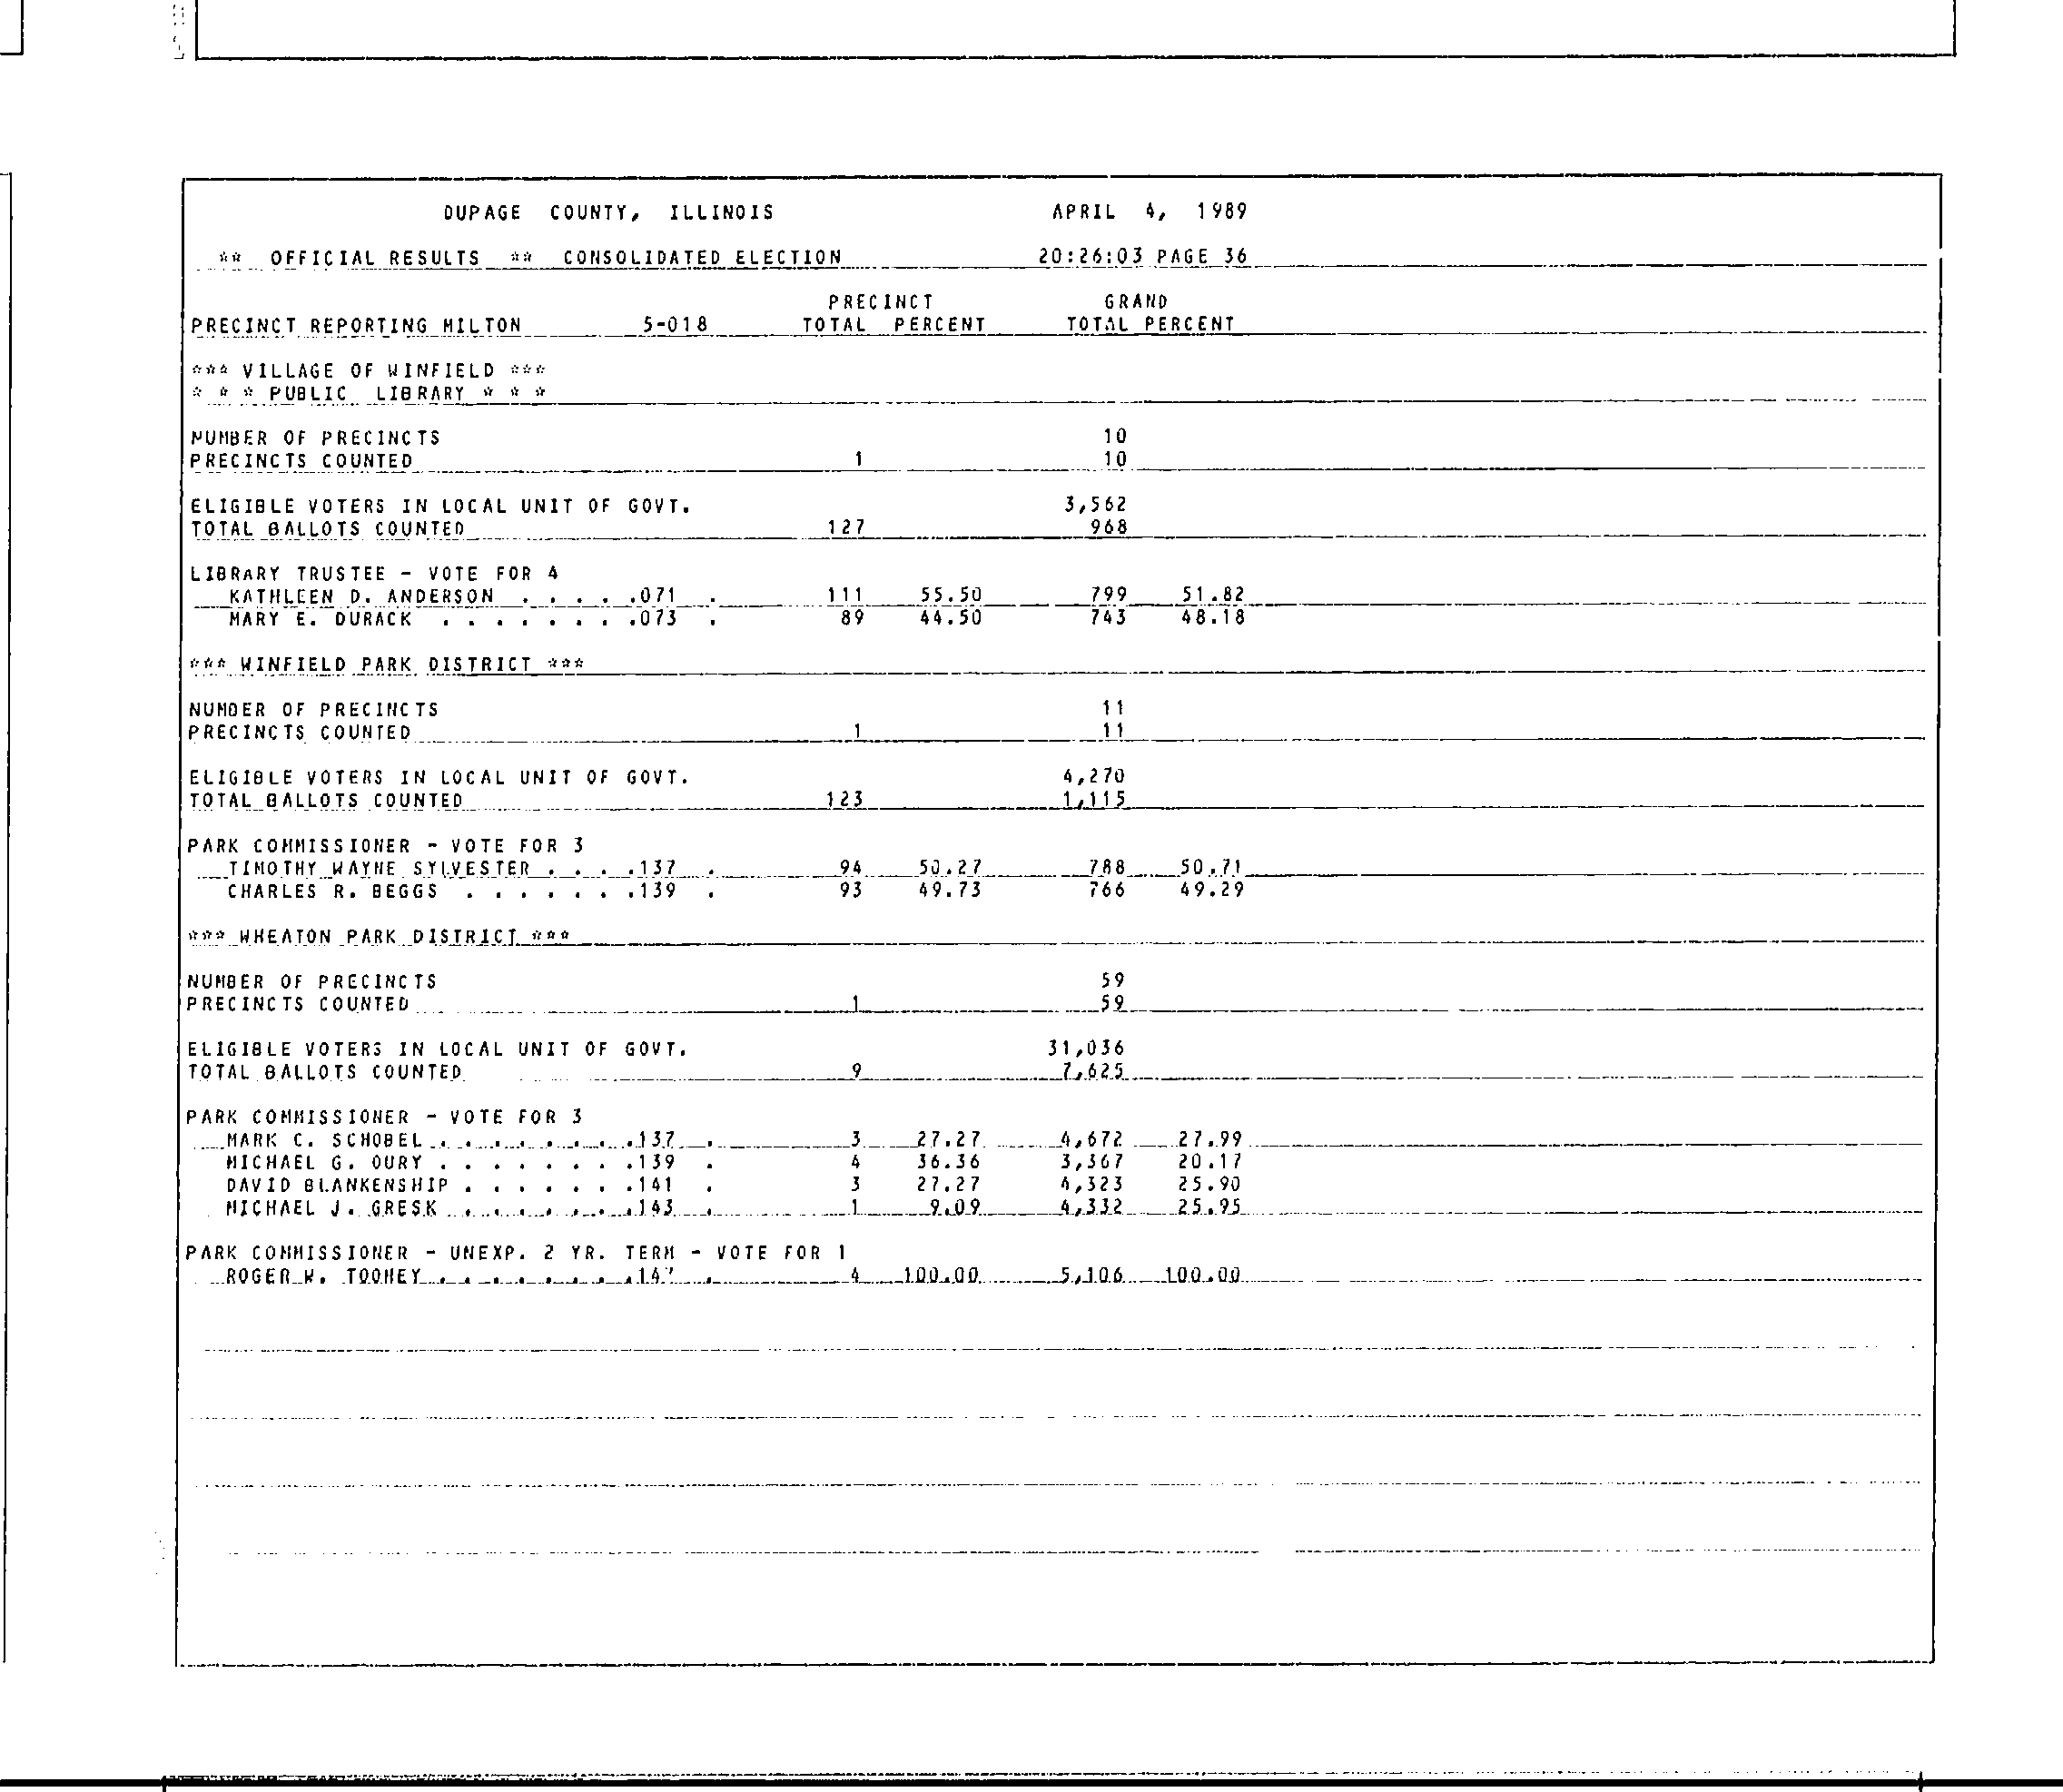 DUPAGE COUNTY, ILLINOIS APRIL 4, 1989
** OFFICIAL RESULTS ** CONSOLIDATED ELECTION 20:26:03 PAGE 36
PRECINCT GRAND
PRECINCT REPORTING MILTON 5-018 TOTAL PERCENT TOTAL PERCENT
*** VILLAGE OF WINFIELD ***
* * * PUBLIC LIBRARY * * *
NUMBER OF PRECINCTS 10
PRECINCTS COUNTED 1 10
ELIGIBLE VOTERS IN LOCAL UNIT OF GOVT. 3,562
TOTAL BALLOTS COUNTED 127 968
LIBRARY TRUSTEE - VOTE FOR 4
KATHLEEN D. ANDERSON . . . . .071 . 111 55.50 799 51.82
MARY E. DURACK . . . . . . . .073 . 89 44.50 743 48.18
*** WINFIELD PARK DISTRICT ***
NUMBER OF PRECINCTS 11
PRECINCTS COUNTED 1 11
ELIGIBLE VOTERS IN LOCAL UNIT OF GOVT. 4,270
TOTAL BALLOTS COUNTED 123 1,115
PARK COMMISSIONER - VOTE FOR 3
TIMOTHY WAYNE SYLVESTER . . . .137 . 94 50.27 788 50.71
CHARLES R. BEGGS . . . . . . .139 . 93 49.73 766 49.29
*** WHEATON PARK DISTRICT ***
NUMBER OF PRECINCTS 59
PRECINCTS COUNTED 1 59
ELIGIBLE VOTERS IN LOCAL UNIT OF GOVT. 31,036
TOTAL BALLOTS COUNTED 9 7,625
PARK COMMISSIONER - VOTE FOR 3
MARK C. SCHOBEL . . . . . . . .137 . 3 27.27 4,672 27.99
MICHAEL G. OURY . . . . . . . .139 . 4 36.36 3,367 20.17
DAVID BLANKENSHIP . . . . . . .141 . 3 27.27 4,323 25.90
MICHAEL J. GRESK . . . . . . . .143 . 1 9.09 4,332 25.95
PARK COMMISSIONER - UNEXP. 2 YR. TERM - VOTE FOR 1
ROGER W. . . . . . . . . 4 100.00 5,106 100.00